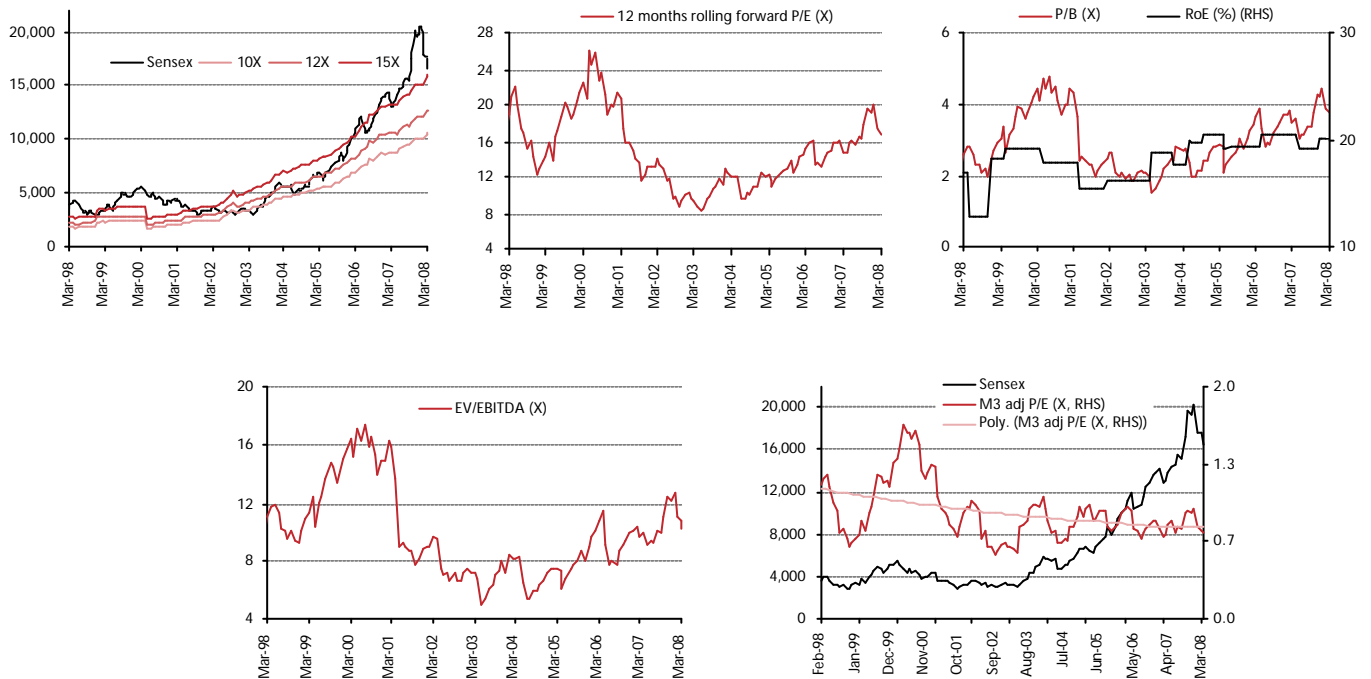 Sensex 10X 12X 15X
20,000
15,000
10,000
5,000
0
Mar-98
Mar-99
Mar-00
Mar-01
Mar-02
Mar-03
Mar-04
Mar-05
Mar-06
Mar-07
Mar-08
12 months rolling forward P/E (X)
28
24
20
16
12
8
4
Mar-98
Mar-99
Mar-00
Mar-01
Mar-02
Mar-03
Mar-04
Mar-05
Mar-06
Mar-07
Mar-08
P/B (X) RoE (%) (RHS)
6
4
2
0
30
20
10
Mar-98
Mar-99
Mar-00
Mar-01
Mar-02
Mar-03
Mar-04
Mar-05
Mar-06
Mar-07
Mar-08
EV/EBITDA (X)
20
16
12
8
4
Mar-98
Mar-99
Mar-00
Mar-01
Mar-02
Mar-03
Mar-04
Mar-05
Mar-06
Mar-07
Mar-08
Sensex
M3 adj P/E (X, RHS)
Poly. (M3 adj P/E (X, RHS))
20,000
16,000
12,000
8,000
4,000
0
2.0
1.3
0.7
0.0
Feb-98
Jan-99
Dec-99
Nov-00
Oct-01
Sep-02
Aug-03
Jul-04
Jun-05
May-06
Apr-07
Mar-08